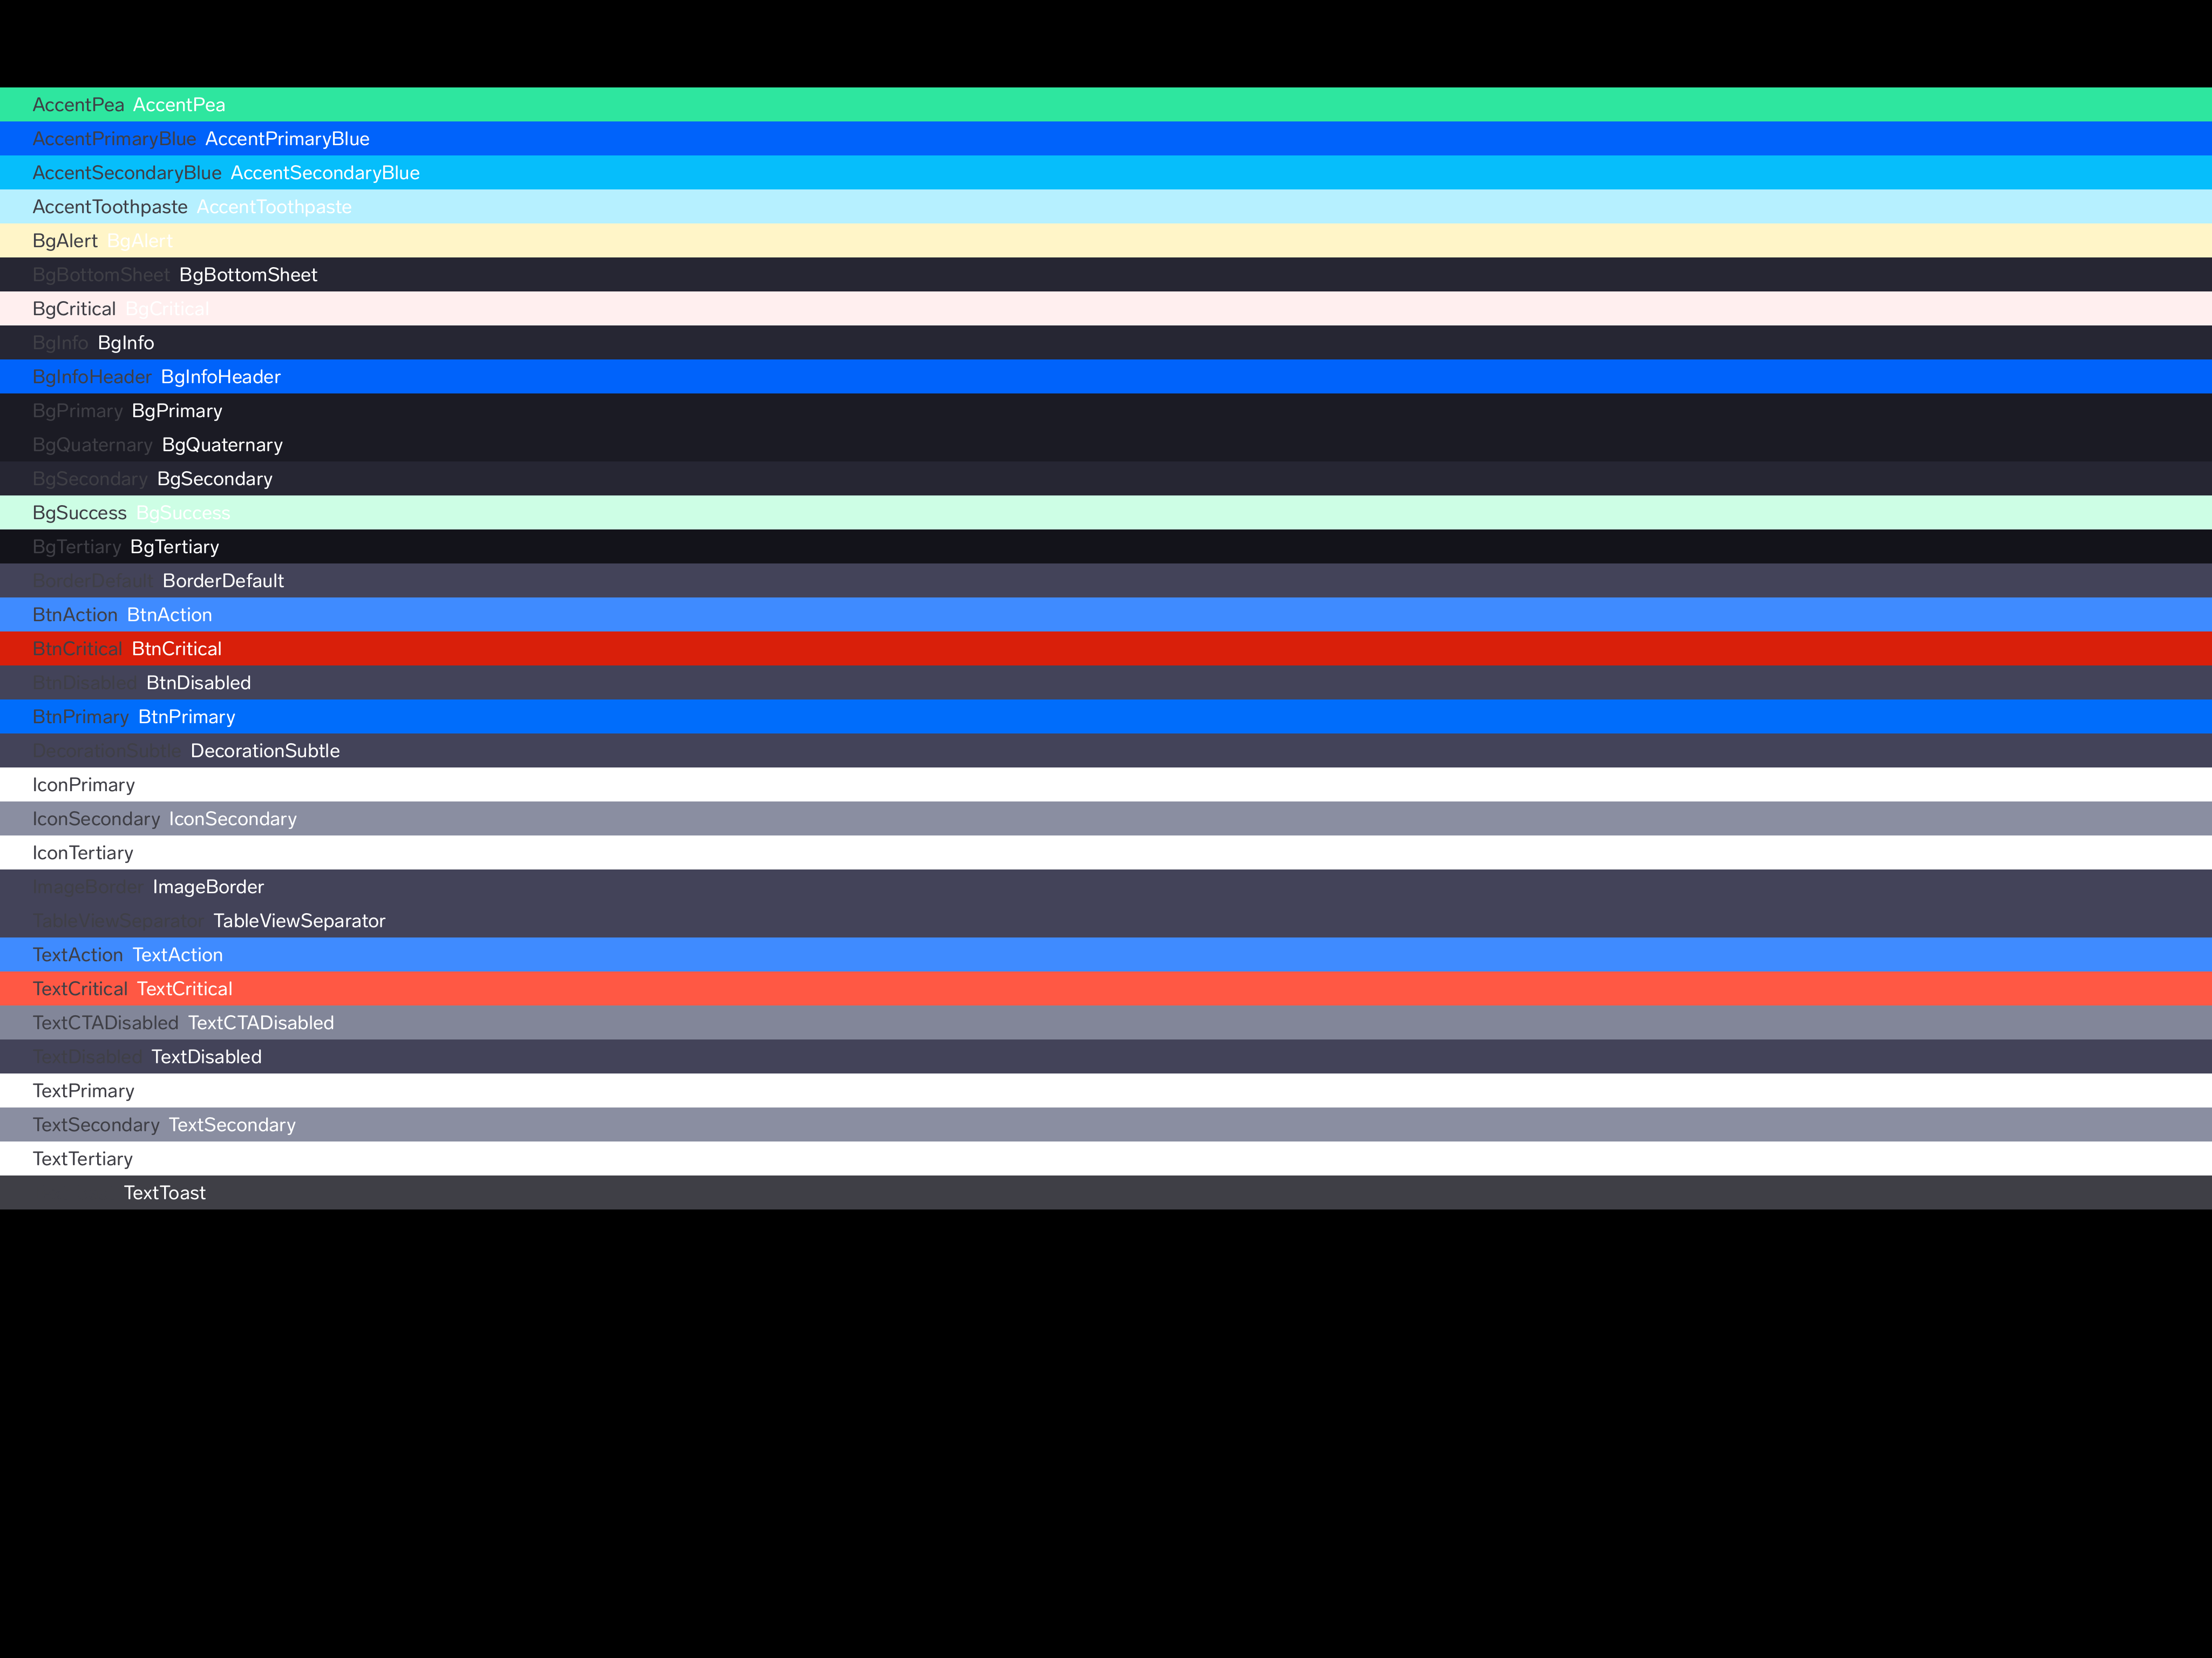 AccentPea AccentPea
AccentPrimaryBlue AccentPrimaryBlue
AccentSecondaryBlue AccentSecondaryBlue
AccentToothpaste AccentToothpaste
BgAlert BgAlert
BgBottomSheet BgBottomSheet
BgCritical BgCritical
BgInfo BgInfo
BgInfoHeader BgInfoHeader
BgPrimary BgPrimary
BgQuaternary BgQuaternary
BgSecondary BgSecondary
BgSuccess BgSuccess
BgTertiary BgTertiary
BorderDefault BorderDefault
BtnAction BtnAction
BtnCritical BtnCritical
BtnDisabled BtnDisabled
BtnPrimary BtnPrimary
DecorationSubtle DecorationSubtle
IconPrimary
IconSecondary IconSecondary
IconTertiary
ImageBorder ImageBorder
TableViewSeparator TableViewSeparator
TextAction TextAction
TextCritical TextCritical
TextCTADisabled TextCTADisabled
TextDisabled TextDisabled
TextPrimary
TextSecondary TextSecondary
TextTertiary
TextToast